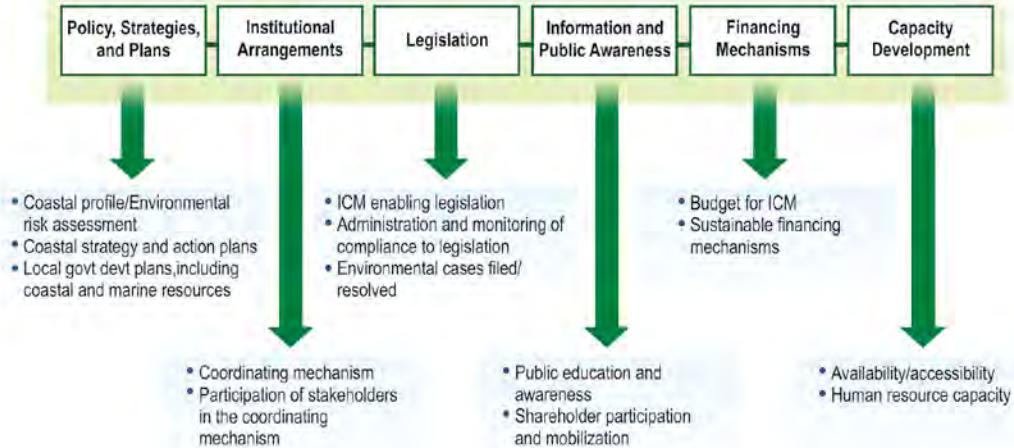 Policy, Strategies,
and Plans
Institutional
Arrangements
Legislation
Information and
Public Awareness
Financing
Mechanisms
Capacity
Development
• Coastal profile/Environmental
risk assessment
• Coastal strategy and action plans
• Local govt devt plans,including
coastal and marine resources
• ICM enabling legislation
• Administration and monitoring of
compliance to legislation
• Environmental cases filed/
resolved
• Budget for ICM
• Sustainable financing
mechanisms
• Coordinating mechanism
• Participation of stakeholders
in the coordinating
mechanism
• Public education and
awareness
• Shareholder participation
and mobilization
• Availability/accessibility
• Human resource capacity